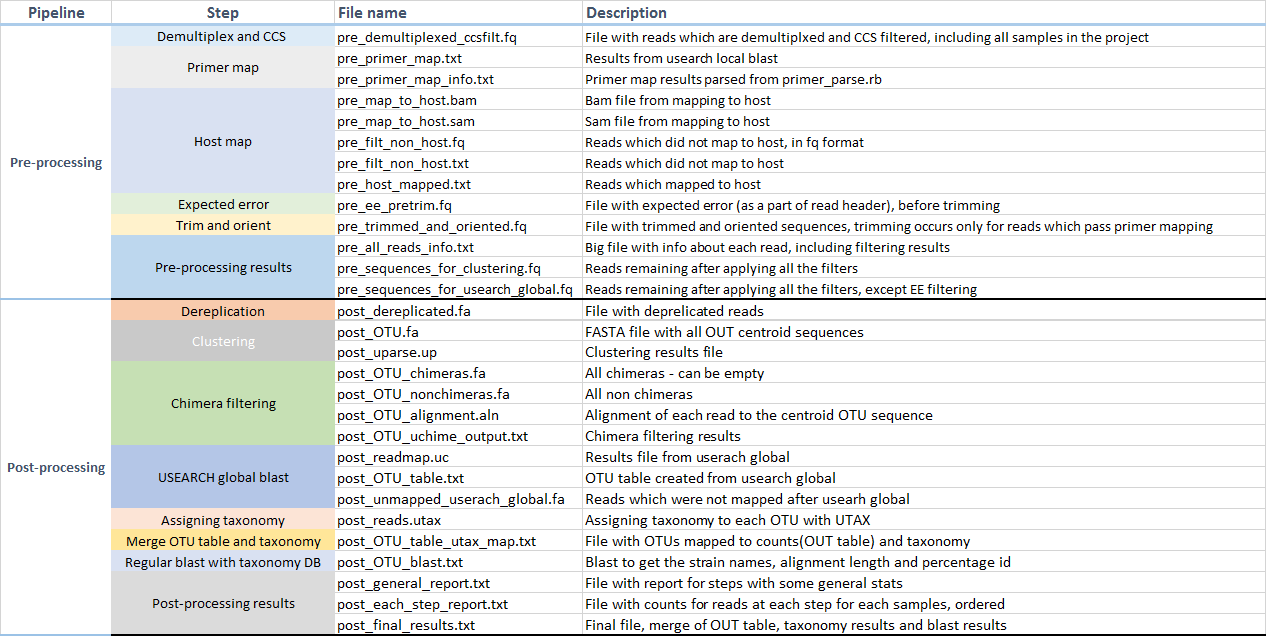 Pipeline Step File name Description
Demultiplex and CCS pre_demultiplexed_ccsfilt.fq File with reads which are demultiplxed and CCS filtered, including all samples in the project
Primer map pre_primer_map.txt Results from usearch local blast
pre_primer_map_info.txt Primer map results parsed from primer_parse.rb
Pre-processing Host map pre_map_to_host.bam Bam file from mapping to host
pre_map_to_host.sam Sam file from mapping to host
pre_filt_non_host.fq Reads which did not map to host, in fq format
pre_filt_non_host.txt Reads which did not map to host
pre_host_mapped.txt Reads which mapped to host
Expected error pre_ee_pretrim.fq File with expected error (as a part of read header), before trimming
Trim and orient pre_trimmed_and_oriented.fq File with trimmed and oriented sequences, trimming occurs only for reads which pass primer mapping
Pre-processing results pre_all_reads_info.txt Big file with info about each read, including filtering results
pre_sequences_for_clustering.fq Reads remaining after applying all the filters
pre_sequences_for_usearch_global.fq Reads remaining after applying all the filters, except EE filtering
Post-processing Dereplication post_dereplicated.fa File with deprelicated reads
Clustering post_OTU.fa FASTA file with all OUT centroid sequences
post_uparse.up Clustering results file
Chimera filtering post_OTU_chimeras.fa All chimeras - can be empty
post_OTU_nonchimeras.fa All non chimeras
post_OTU_alignment.aln Alignment of each read to the centroid OTU sequence
post_OTU_uchime_output.txt Chimera filtering results
USEARCH global blast post_readmap.uc Results file from userach global
post_OTU_table.txt OTU table created from usearch global
post_unmapped_userach_global.fa Reads which were not mapped after usearh global
Assigning taxonomy post_reads.utax Assigning taxonomy to each OTU with UTAX
Merge OTU table and taxonomy post_OTU_table_utax_map.txt File with OTUs mapped to counts(OUT table) and taxonomy
Regular blast with taxonomy DB post_OTU_blast.txt Blast to get the strain names, alignment length and percentage id
Post-processing results post_general_report.txt File with report for steps with some general stats
post_each_step_report.txt File with counts for reads at each step for each samples, ordered
post_final_results.txt Final file, merge of OUT table, taxonomy results and blast results